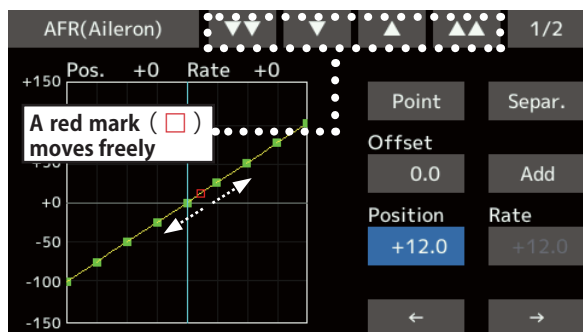 AFR(Aileron) ▼▼ ▼ ▲ ▲▲ 1/2
Pos. +0 Rate +0
+150
A red mark (□)
moves freely
+50
+0
-50
-100
-150
Point Separ.
Offset
0.0 Add
Position Rate
+12.0 +12.0
← →